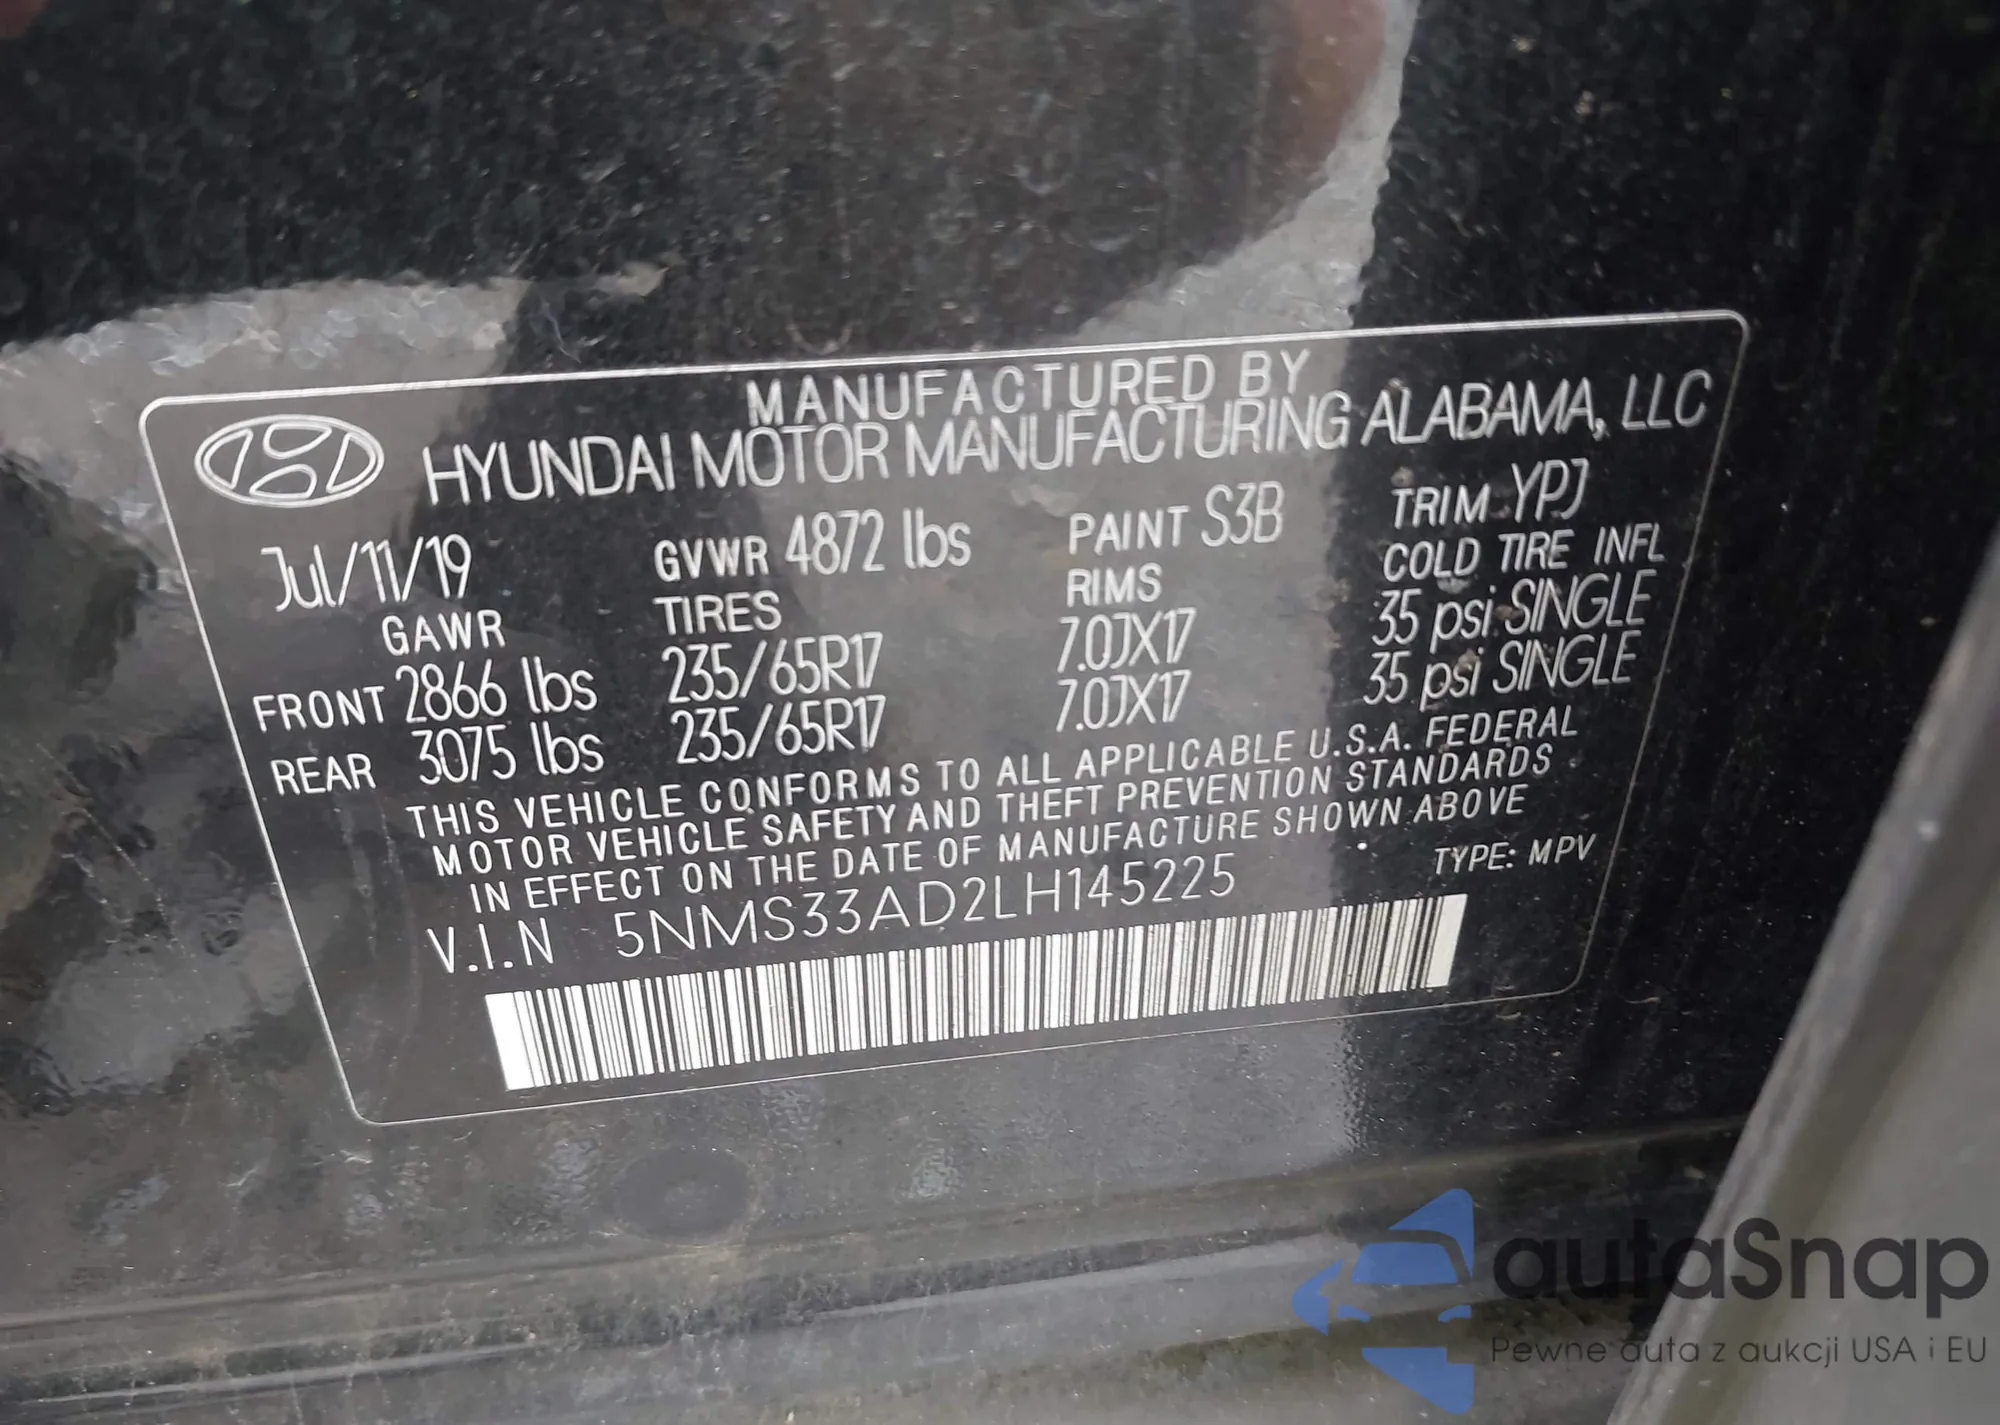 MANUFACTURED BY
HYUNDAI MOTOR MANUFACTURING ALABAMA, LLC
Jul/11/19 GVWR 4872 lbs PAINT S3B TRIM YPJ
GAWR TIRES RIMS COLD TIRE INFL
FRONT 2866 lbs 235/65R17 7.0JX17 35 psi SINGLE
REAR 3075 lbs 235/65R17 7.0JX17 35 psi SINGLE
THIS VEHICLE CONFORMS TO ALL APPLICABLE U.S.A. FEDERAL
MOTOR VEHICLE SAFETY AND THEFT PREVENTION STANDARDS
IN EFFECT ON THE DATE OF MANUFACTURE SHOWN ABOVE
V.I.N 5NMS33AD2LH145225 TYPE: MPV
autaSnap
Pewne auta z aukcji USA i EU